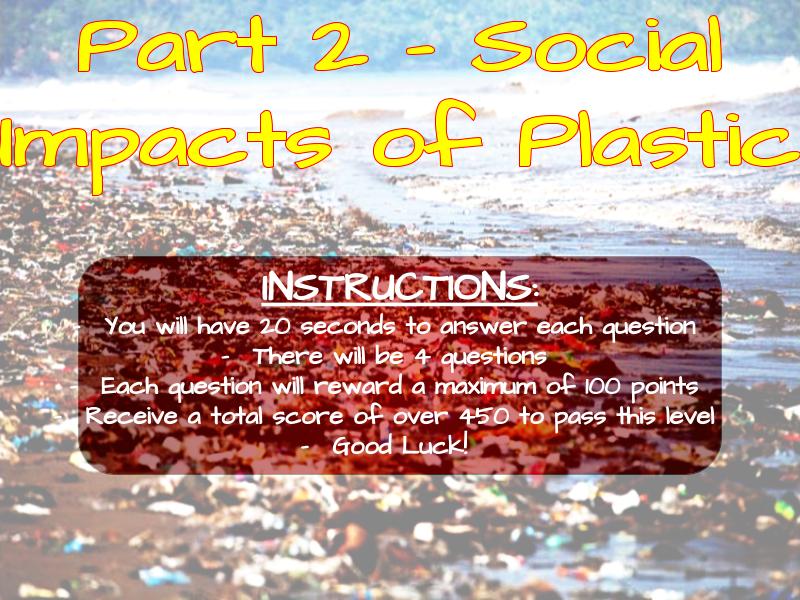 Part 2 - Social
Impacts of Plastic
INSTRUCTIONS:
- You will have 20 seconds to answer each question
- There will be 4 questions
- Each question will reward a maximum of 100 points
- Receive a total score of over 450 to pass this level
- Good Luck!